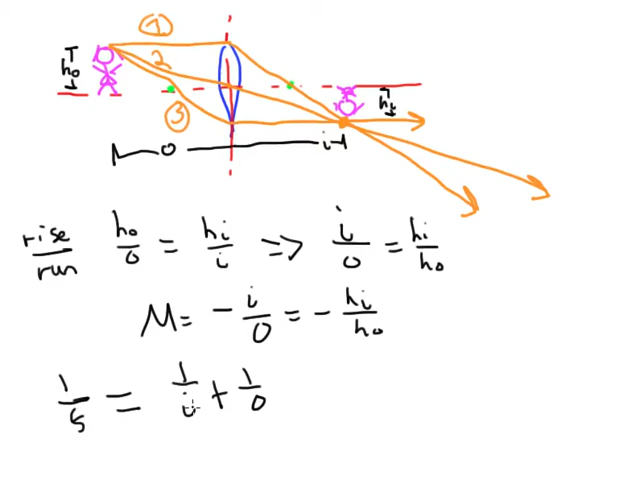 1
2
3
ho
hi
o i
rise/run ho/o = hi/i => i/o = hi/ho
M = - i/o = - hi/ho
1/f = 1/i + 1/o